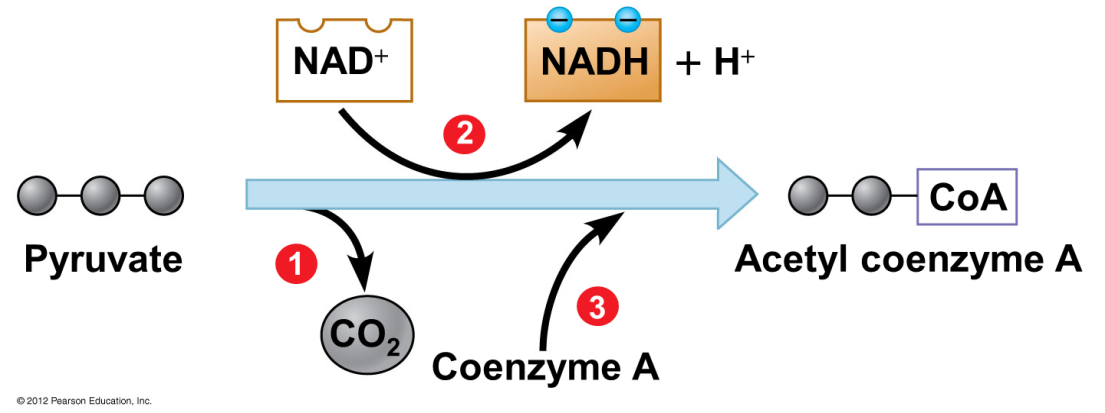 NAD⁺
NADH + H⁺
− −
2
Pyruvate
CoA
Acetyl coenzyme A
1
3
CO₂
Coenzyme A
© 2012 Pearson Education, Inc.